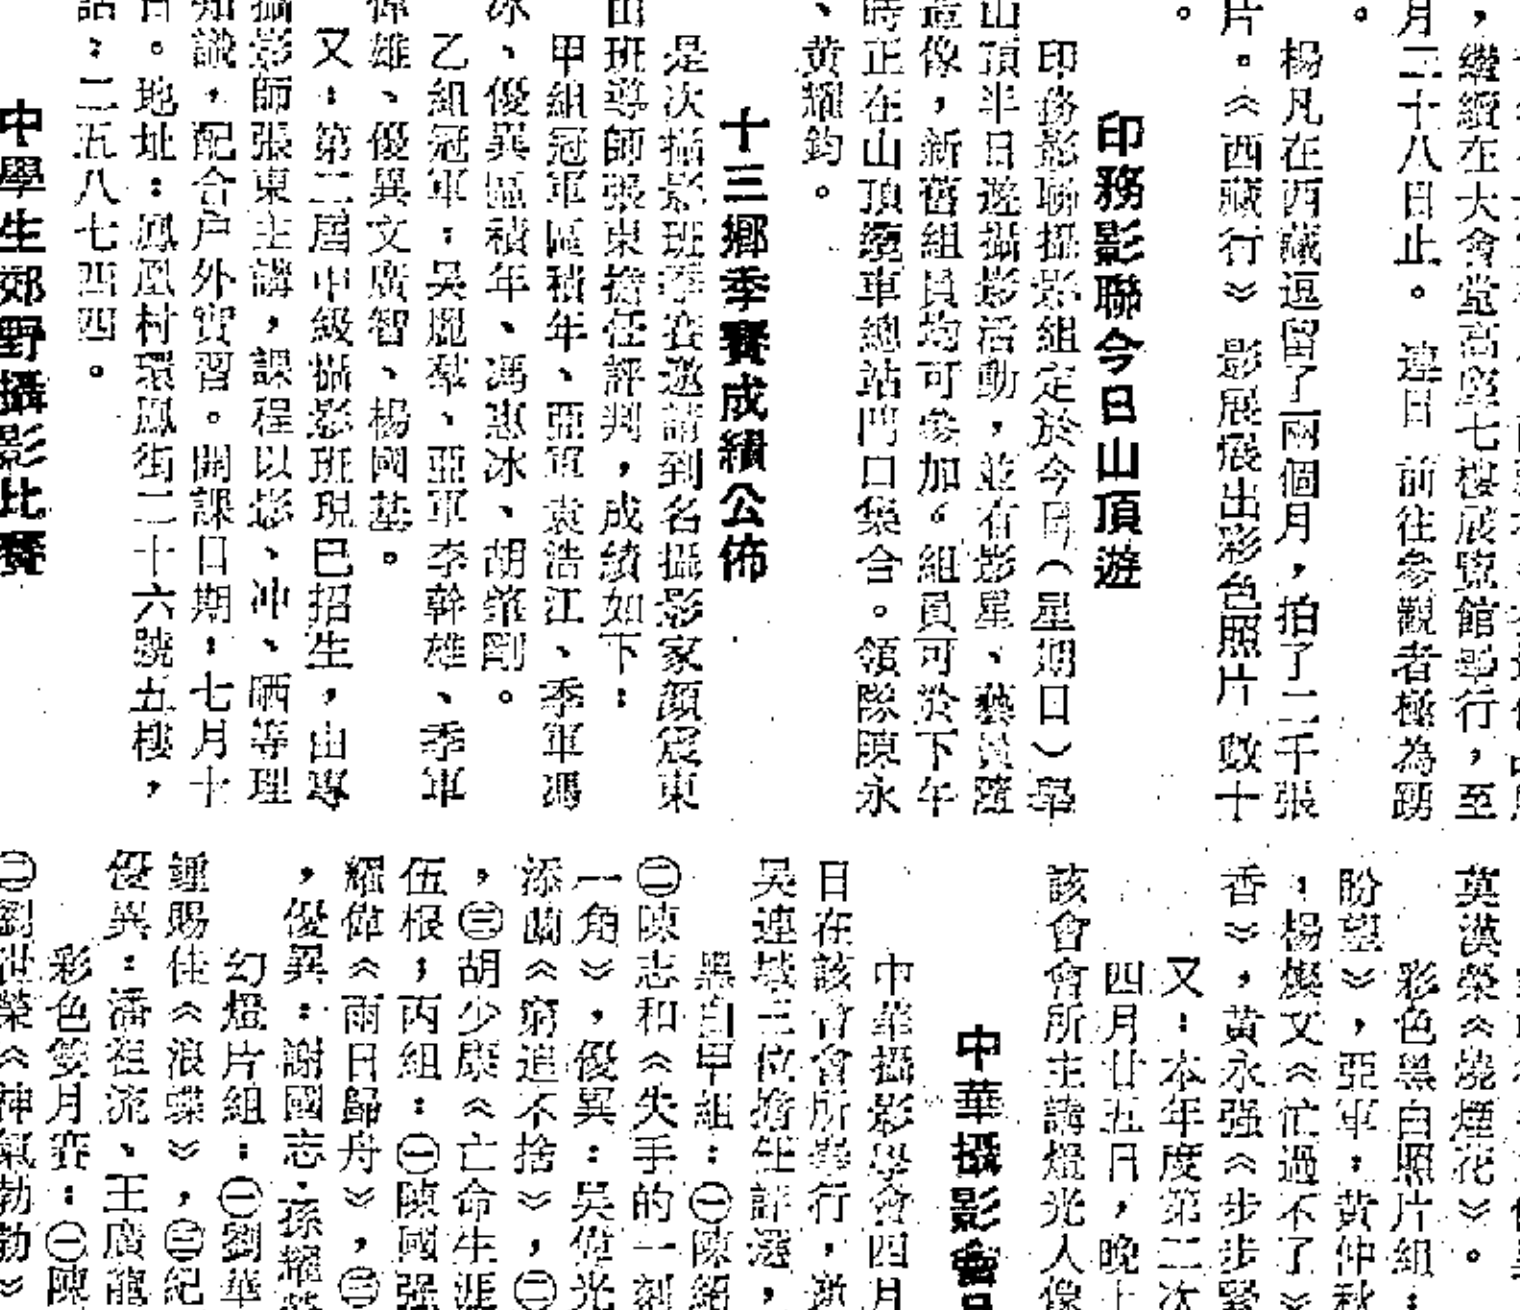 ，繼續在大會堂高座七樓展覽館舉行，至
月二十八日止。連日前往參觀者極為踴
。
楊凡在西藏逗留了兩個月，拍了二千張
片。《西藏行》影展展出彩色照片數十
。
印務影聯今日山頂遊
印務影聯攝影組定於今日（星期日）舉
山頂半日遊攝影活動，並有影星、藝員隨
造像，新舊組員均可參加。組員可於下午
時正在山頂纜車總站門口集合。領隊陳永
、黃耀鈞。
十三鄉季賽成績公佈
是次攝影班季賽邀請到名攝影家顏震東
由班導師張東擔任評判，成績如下：
甲組冠軍區積年、亞軍袁浩江、季軍馮
冰、優異區積年、馮惠冰、胡銘剛。
乙組冠軍：吳鳳羣、亞軍李幹雄、季軍
偉雄、優異文廣智、楊國基。
又：第二屆中級攝影班現已招生，由專
攝影師張東主講，課程以影、冲、晒等理
知識，配合戶外實習。開課日期：七月十
日。地址：鳳凰村環鳳街二十六號五樓，
話：二五八七四四。
中學生郊野攝影比賽
莫漢榮《燒煙花》。
彩色黑白照片組：
盼望》，亞軍：黃仲秋
：楊燦文《忙過不了》
香》，黃永强《步步緊
又：本年度第二次
四月廿五日，晚上
該會會所主講燈光人像
中華攝影會
中華攝影學會四月
日在該會會所舉行，邀
吳連城三位擔任評選，
黑白甲組：㊀陳紹
㊁陳志和《失手的一刻
一角》，優異：吳偉光
添蘭《窮追不捨》，㊁
，㊂胡少康《亡命生涯
伍根；丙組：㊀陳國强
耀偉《雨日歸舟》，㊂
，優異：謝國志、孫耀
幻燈片組：㊀劉華
鍾賜佳《浪蝶》，㊂紀
優異：潘祖流、王廣龍
彩色雙月賽：㊀陳
㊁劉世榮《神氣勃勃》